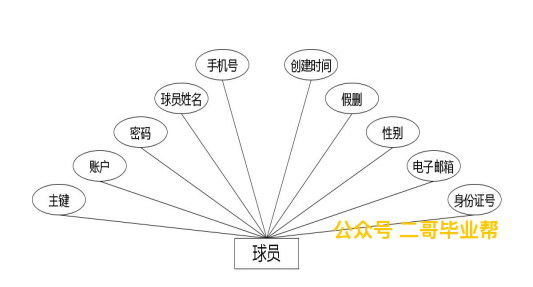 手机号
创建时间
球员姓名
假删
密码
性别
账户
电子邮箱
主键
身份证号
公众号 二哥毕业帮
球员